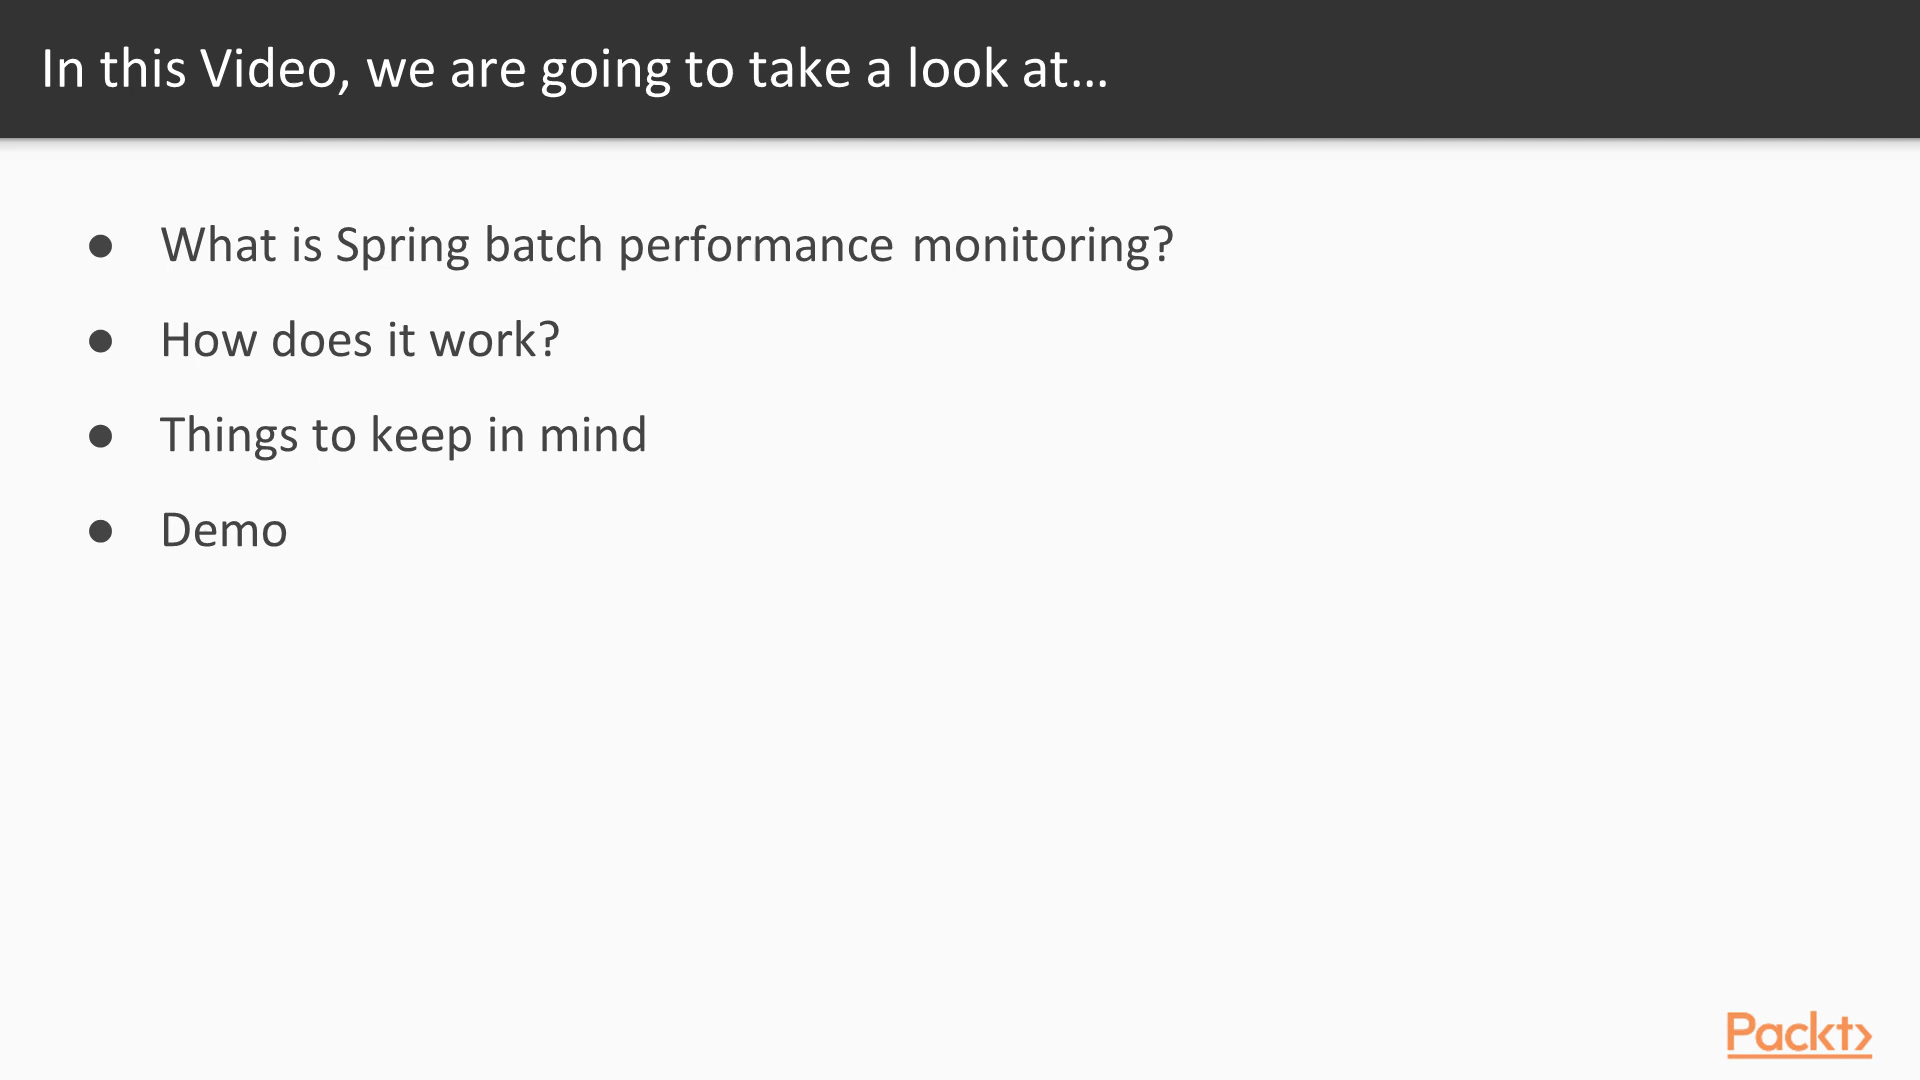 In this Video, we are going to take a look at…
● What is Spring batch performance monitoring?
● How does it work?
● Things to keep in mind
● Demo
Packt>